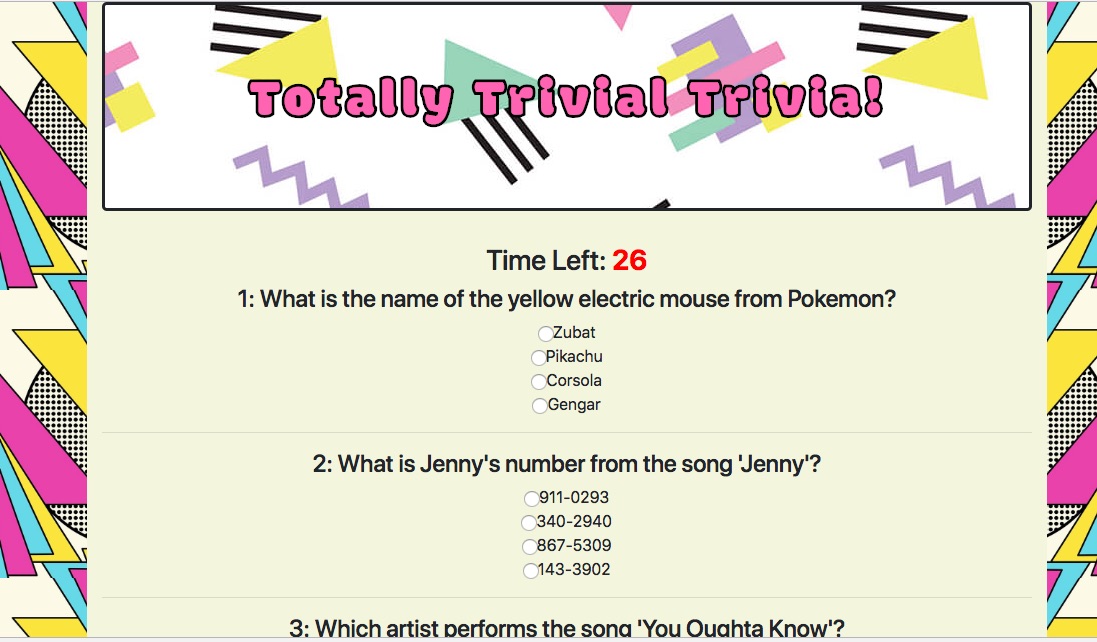 Totally Trivial Trivia!
Time Left: 26
1: What is the name of the yellow electric mouse from Pokemon?
Zubat
Pikachu
Corsola
Gengar
2: What is Jenny's number from the song 'Jenny'?
911-0293
340-2940
867-5309
143-3902
3: Which artist performs the song 'You Oughta Know'?